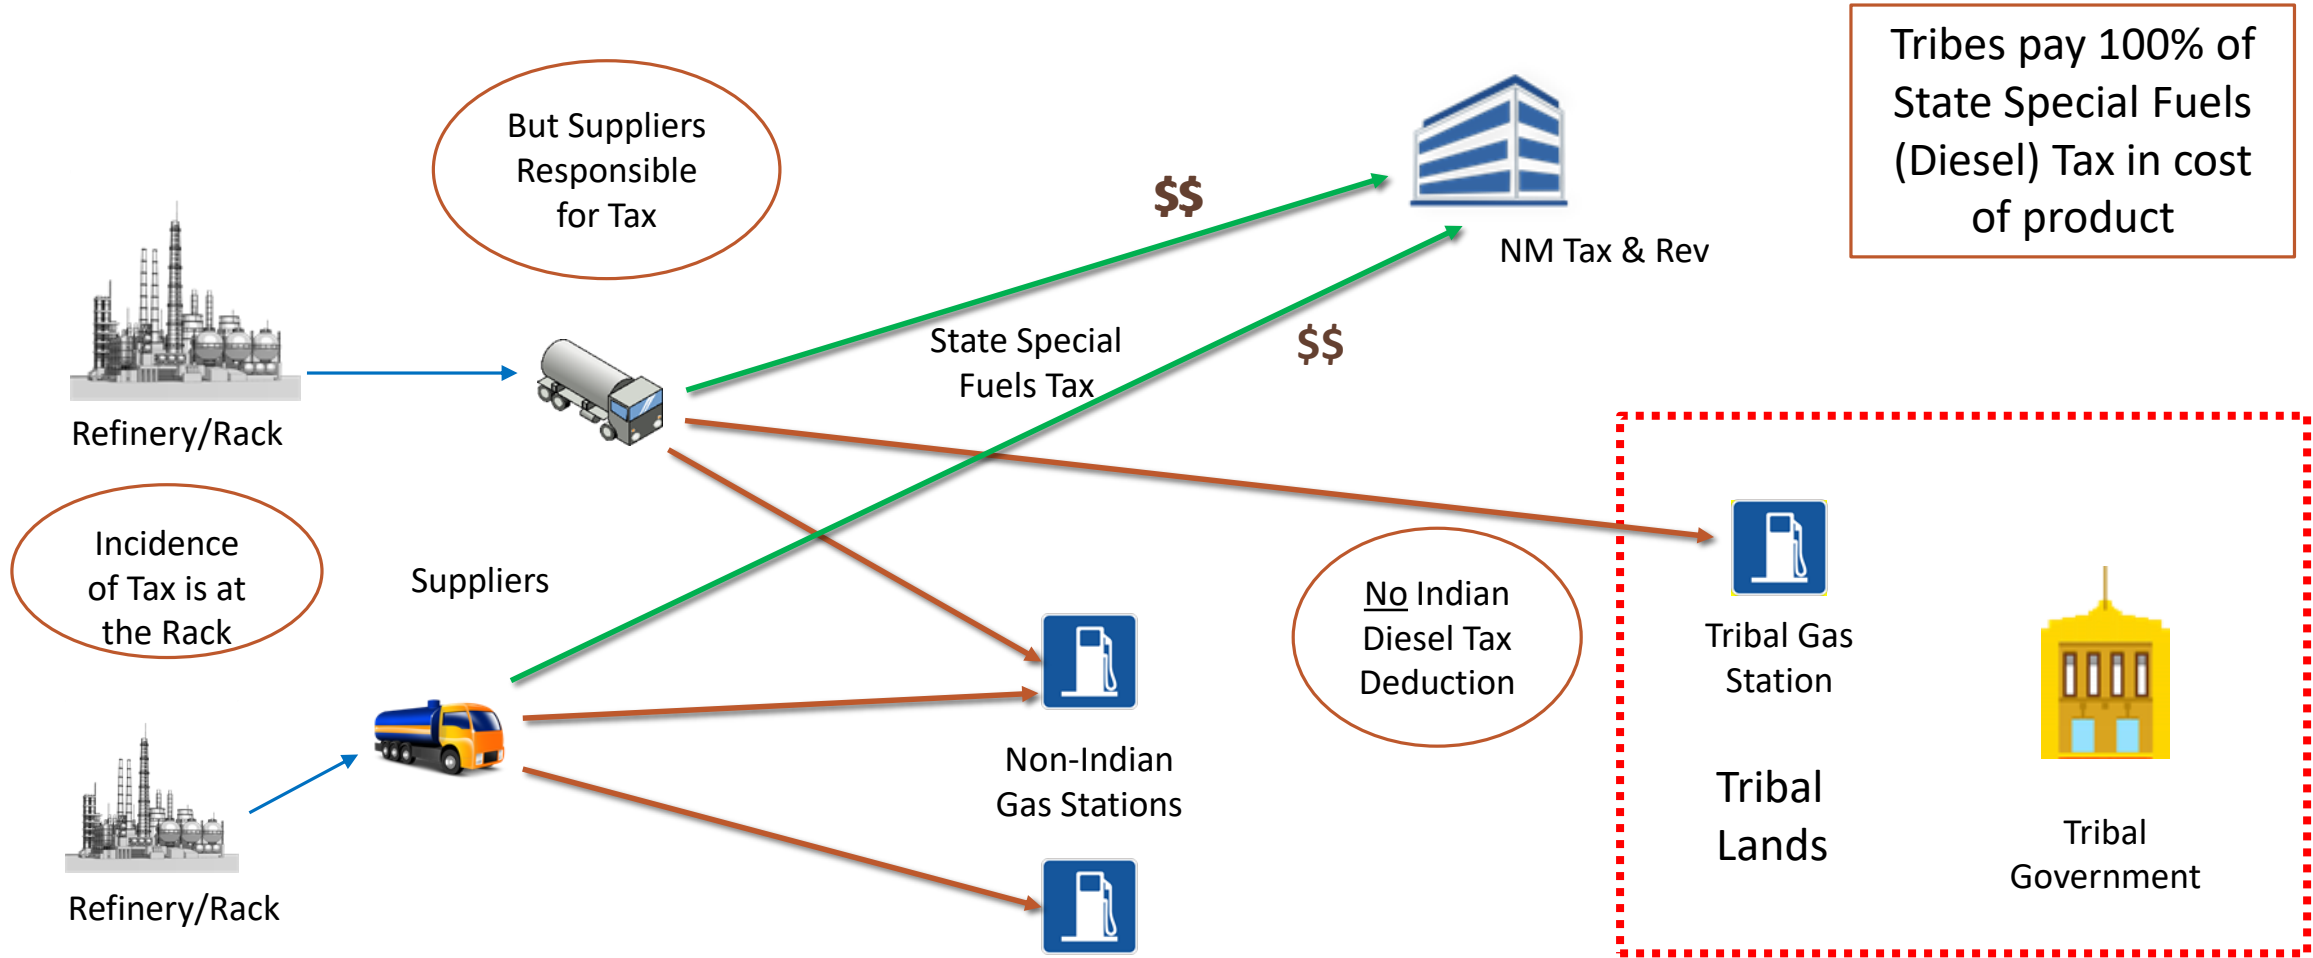 Tribes pay 100% of
State Special Fuels
(Diesel) Tax in cost
of product
But Suppliers
Responsible
for Tax
$$
NM Tax & Rev
State Special
Fuels Tax
$$
Refinery/Rack
Incidence
of Tax is at
the Rack
Suppliers
No Indian
Diesel Tax
Deduction
Tribal Gas
Station
Non-Indian
Gas Stations
Tribal
Lands
Tribal
Government
Refinery/Rack